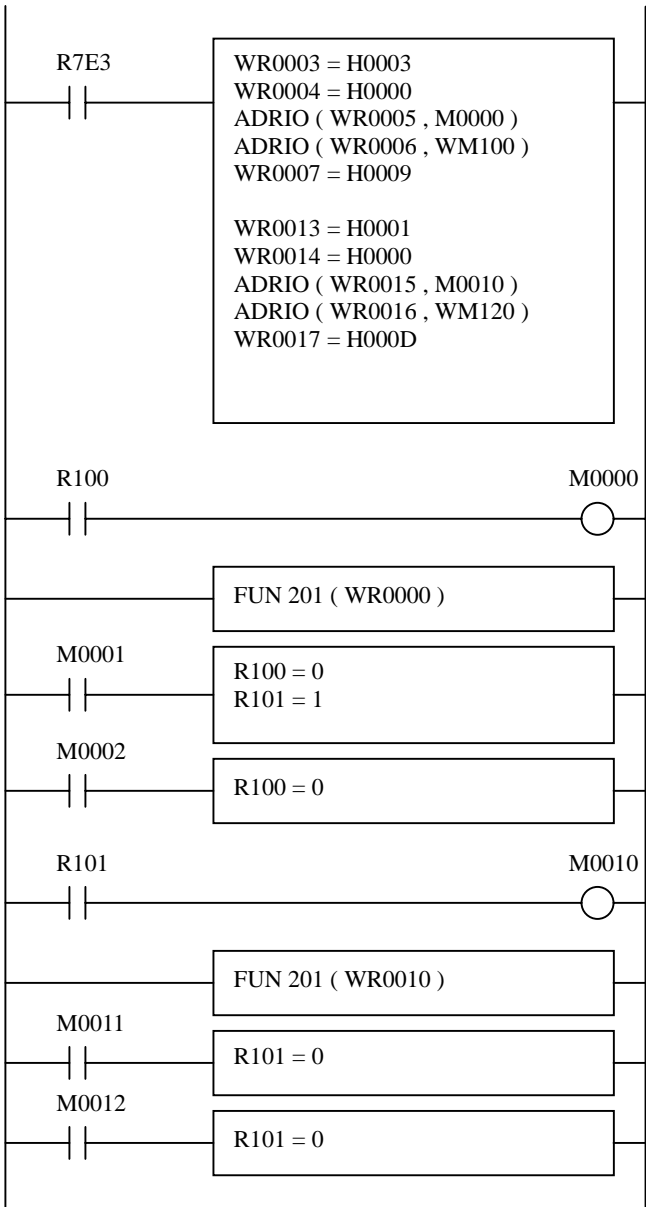 R7E3
WR0003 = H0003
WR0004 = H0000
ADRIO ( WR0005 , M0000 )
ADRIO ( WR0006 , WM100 )
WR0007 = H0009
WR0013 = H0001
WR0014 = H0000
ADRIO ( WR0015 , M0010 )
ADRIO ( WR0016 , WM120 )
WR0017 = H000D
R100 M0000
FUN 201 ( WR0000 )
M0001
R100 = 0
R101 = 1
M0002
R100 = 0
R101 M0010
FUN 201 ( WR0010 )
M0011
R101 = 0
M0012
R101 = 0